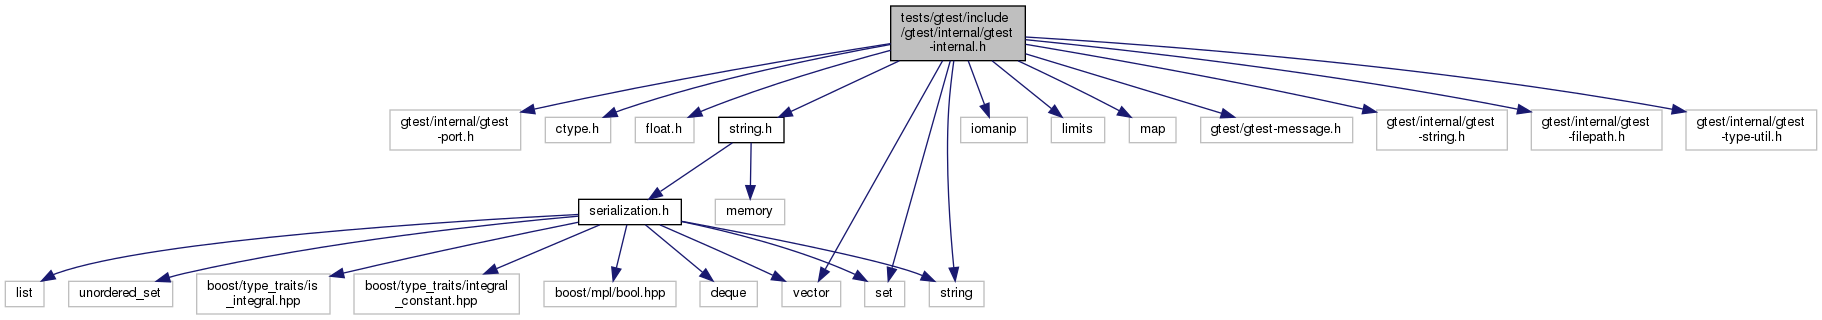 tests/gtest/include
/gtest/internal/gtest
-internal.h
gtest/internal/gtest
-port.h
ctype.h
float.h
string.h
iomanip
limits
map
gtest/gtest-message.h
gtest/internal/gtest
-string.h
gtest/internal/gtest
-filepath.h
gtest/internal/gtest
-type-util.h
serialization.h
memory
list
unordered_set
boost/type_traits/is
_integral.hpp
boost/type_traits/integral
_constant.hpp
boost/mpl/bool.hpp
deque
vector
set
string